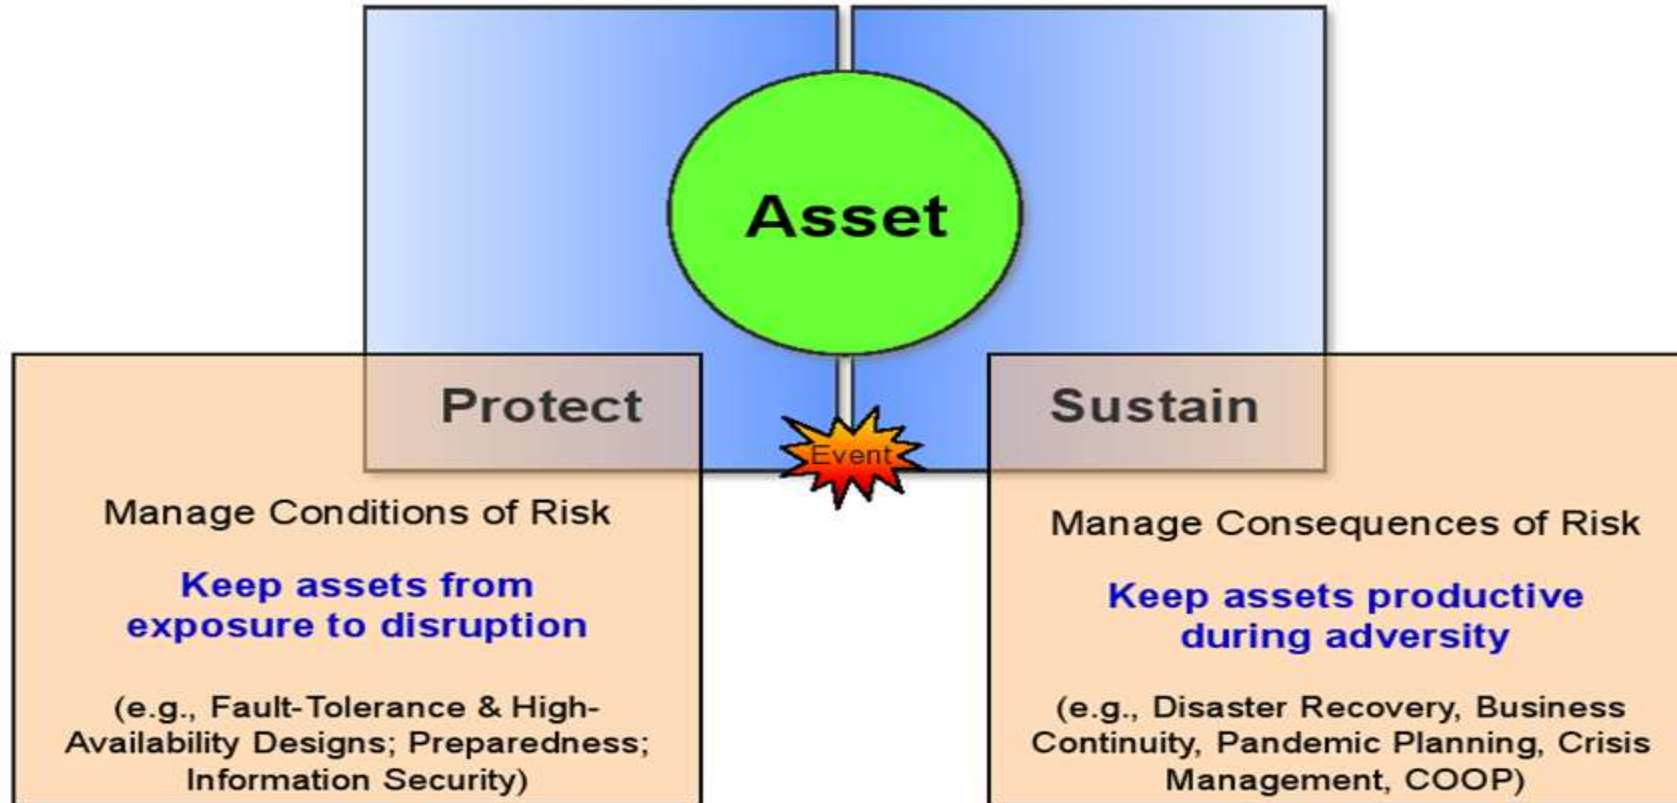 Asset
Protect
Sustain
Event
Manage Conditions of Risk
Keep assets from
exposure to disruption
(e.g., Fault-Tolerance & High-
Availability Designs; Preparedness;
Information Security)
Manage Consequences of Risk
Keep assets productive
during adversity
(e.g., Disaster Recovery, Business
Continuity, Pandemic Planning, Crisis
Management, COOP)